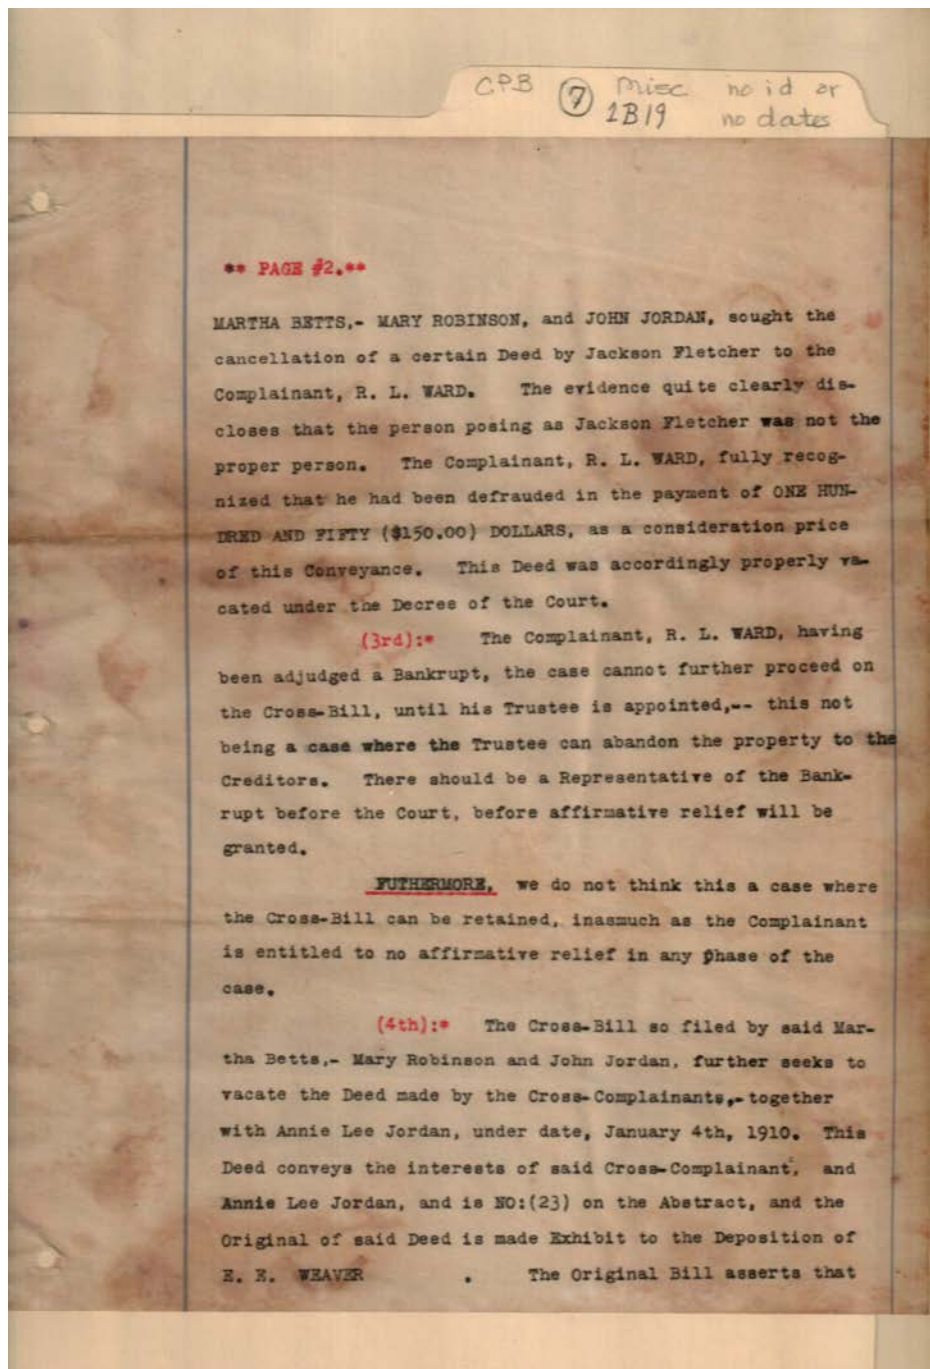 CPB ⑦ Misc no id or
2B19 no dates
** PAGE #2.**
MARTHA BETTS,- MARY ROBINSON, and JOHN JORDAN, sought the
cancellation of a certain Deed by Jackson Fletcher to the
Complainant, R. L. WARD. The evidence quite clearly dis-
closes that the person posing as Jackson Fletcher was not the
proper person. The Complainant, R. L. WARD, fully recog-
nized that he had been defrauded in the payment of ONE HUN-
DRED AND FIFTY ($150.00) DOLLARS, as a consideration price
of this Conveyance. This Deed was accordingly properly va-
cated under the Decree of the Court.
(3rd):* The Complainant, R. L. WARD, having
been adjudged a Bankrupt, the case cannot further proceed on
the Cross-Bill, until his Trustee is appointed,-- this not
being a case where the Trustee can abandon the property to the
Creditors. There should be a Representative of the Bank-
rupt before the Court, before affirmative relief will be
granted.
FUTHERMORE, we do not think this a case where
the Cross-Bill can be retained, inasmuch as the Complainant
is entitled to no affirmative relief in any phase of the
case.
(4th):* The Cross-Bill so filed by said Mar-
tha Betts,- Mary Robinson and John Jordan, further seeks to
vacate the Deed made by the Cross-Complainants,-together
with Annie Lee Jordan, under date, January 4th, 1910. This
Deed conveys the interests of said Cross-Complainant, and
Annie Lee Jordan, and is NO:(23) on the Abstract, and the
Original of said Deed is made Exhibit to the Deposition of
E. E. WEAVER . The Original Bill asserts that